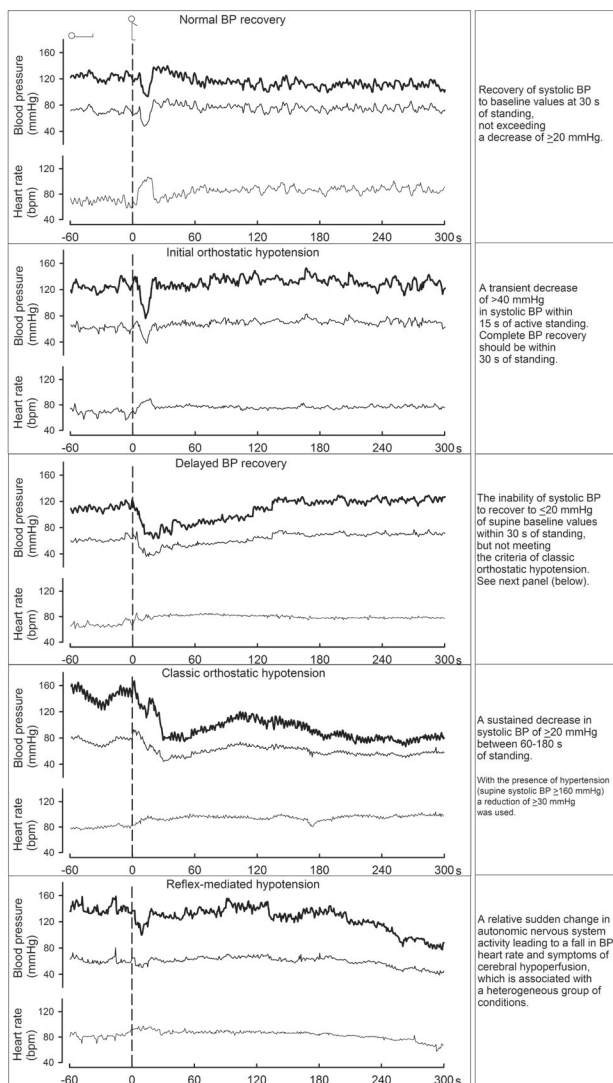 Normal BP recovery
160
120
80
40
Blood pressure
(mmHg)
120
80
40
Heart rate
(bpm)
-60 0 60 120 180 240 300 s
Recovery of systolic BP
to baseline values at 30 s
of standing,
not exceeding
a decrease of ≥20 mmHg.
Initial orthostatic hypotension
160
120
80
40
Blood pressure
(mmHg)
120
80
40
Heart rate
(bpm)
-60 0 60 120 180 240 300 s
A transient decrease
of >40 mmHg
in systolic BP within
15 s of active standing.
Complete BP recovery
should be within
30 s of standing.
Delayed BP recovery
160
120
80
40
Blood pressure
(mmHg)
120
80
40
Heart rate
(bpm)
-60 0 60 120 180 240 300 s
The inability of systolic BP
to recover to ≤20 mmHg
of supine baseline values
within 30 s of standing,
but not meeting
the criteria of classic
orthostatic hypotension.
See next panel (below).
Classic orthostatic hypotension
160
120
80
40
Blood pressure
(mmHg)
120
80
40
Heart rate
(bpm)
-60 0 60 120 180 240 300 s
A sustained decrease in
systolic BP of ≥20 mmHg
between 60-180 s
of standing.
With the presence of hypertension
(supine systolic BP ≥160 mmHg)
a reduction of ≥30 mmHg
was used.
Reflex-mediated hypotension
160
120
80
40
Blood pressure
(mmHg)
120
80
40
Heart rate
(bpm)
-60 0 60 120 180 240 300 s
A relative sudden change in
autonomic nervous system
activity leading to a fall in BP
heart rate and symptoms of
cerebral hypoperfusion,
which is associated with
a heterogeneous group of
conditions.